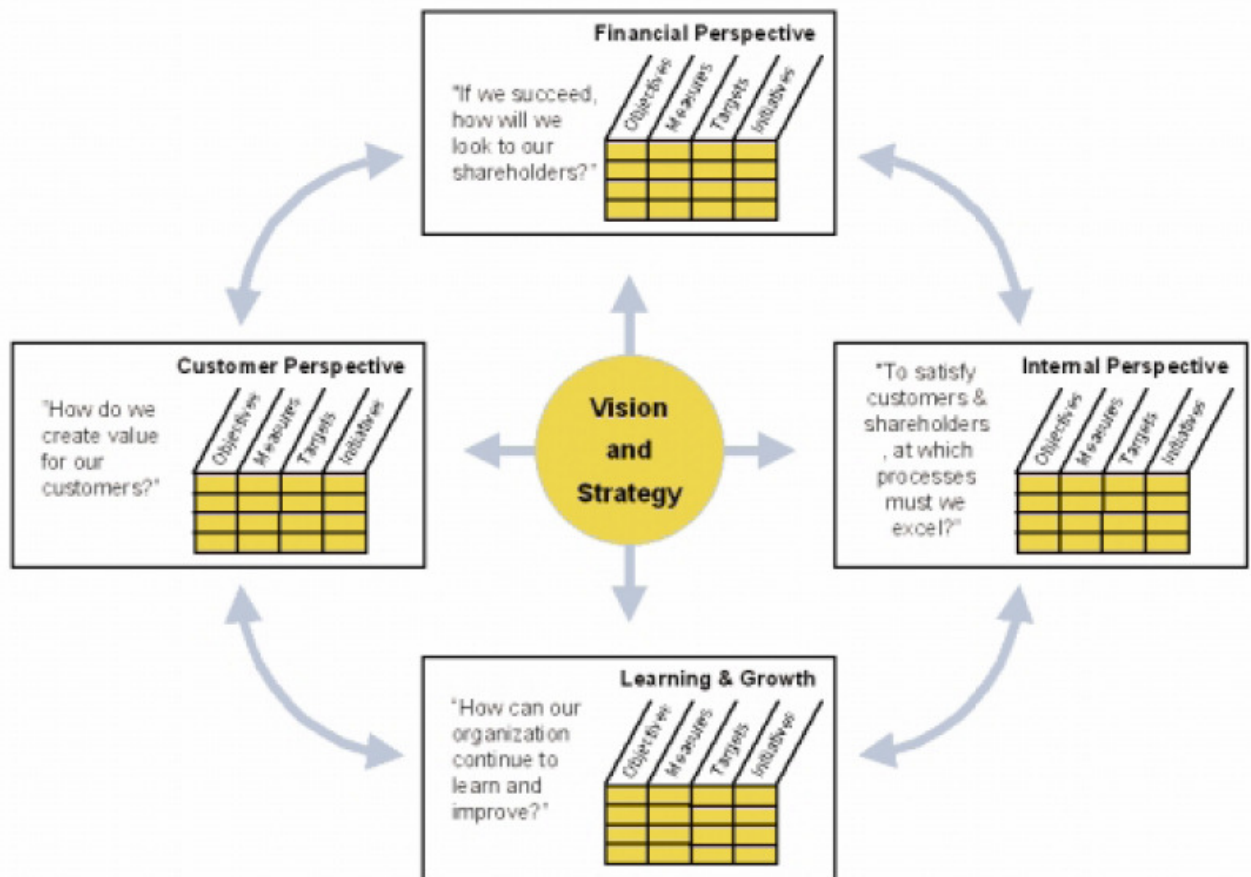 Financial Perspective
"If we succeed,
how will we
look to our
shareholders?"
Objectives
Measures
Targets
Initiatives
Customer Perspective
"How do we
create value
for our
customers?"
Objectives
Measures
Targets
Initiatives
Vision
and
Strategy
Internal Perspective
"To satisfy
customers &
shareholders
, at which
processes
must we
excel?"
Objectives
Measures
Targets
Initiatives
Learning & Growth
"How can our
organization
continue to
learn and
improve?"
Objectives
Measures
Targets
Initiatives